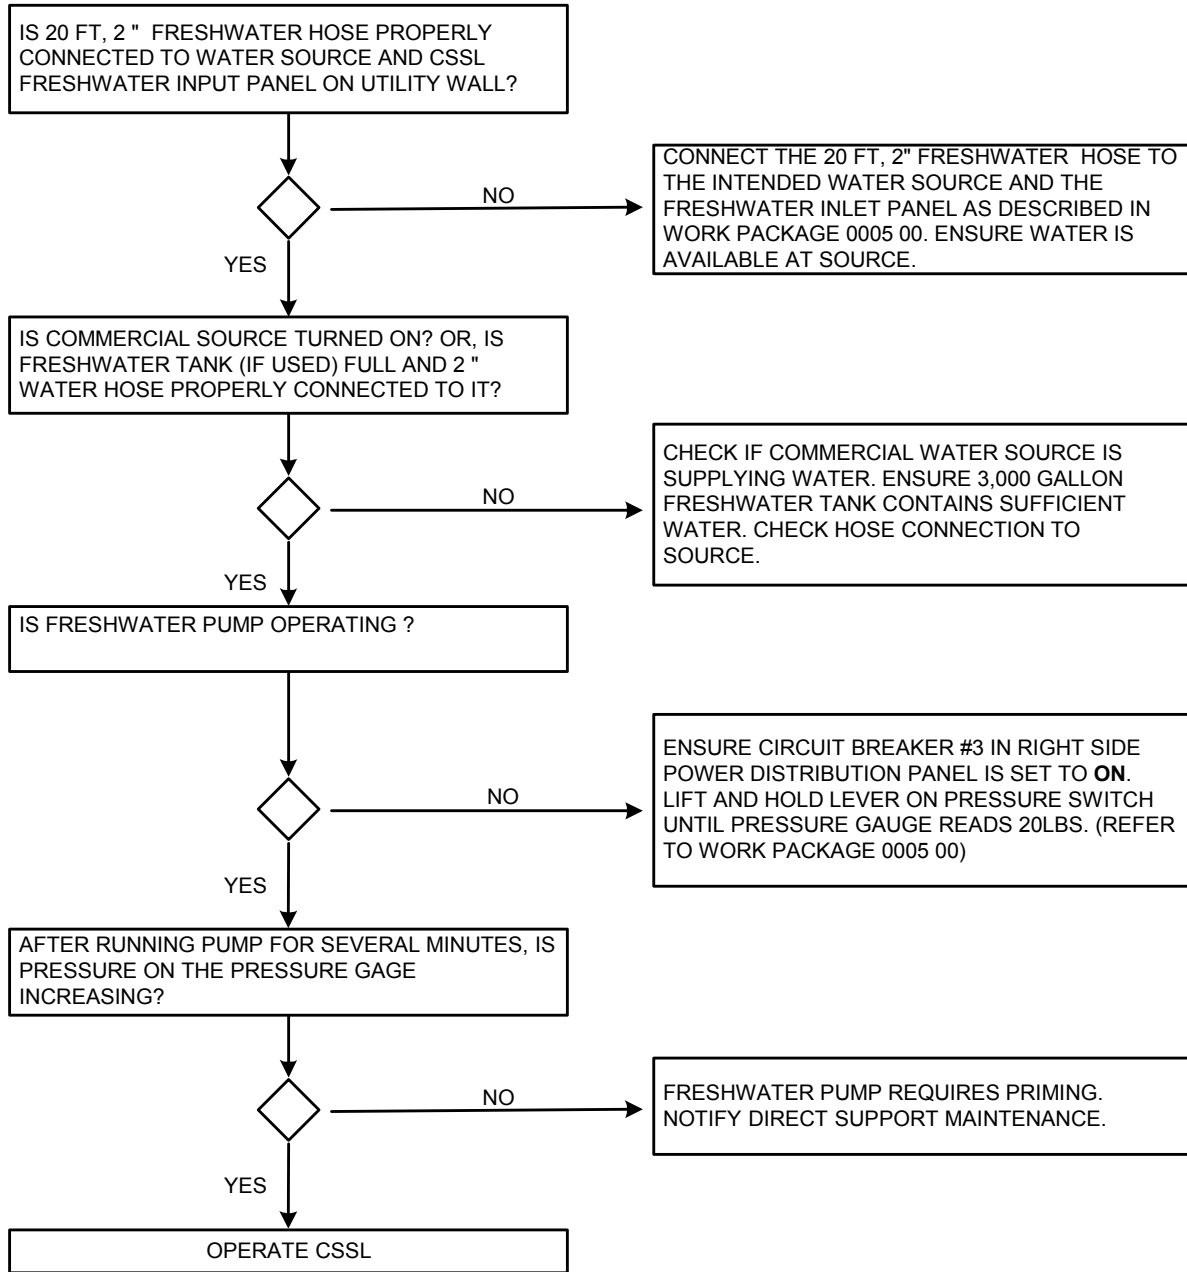 IS 20 FT, 2 "  FRESHWATER HOSE PROPERLY
CONNECTED TO WATER SOURCE AND CSSL
FRESHWATER INPUT PANEL ON UTILITY WALL?
NO
CONNECT THE 20 FT, 2" FRESHWATER  HOSE TO
THE INTENDED WATER SOURCE AND THE
FRESHWATER INLET PANEL AS DESCRIBED IN
WORK PACKAGE 0005 00. ENSURE WATER IS
AVAILABLE AT SOURCE.
YES
IS COMMERCIAL SOURCE TURNED ON? OR, IS
FRESHWATER TANK (IF USED) FULL AND 2 "
WATER HOSE PROPERLY CONNECTED TO IT?
NO
CHECK IF COMMERCIAL WATER SOURCE IS
SUPPLYING WATER. ENSURE 3,000 GALLON
FRESHWATER TANK CONTAINS SUFFICIENT
WATER. CHECK HOSE CONNECTION TO
SOURCE.
YES
IS FRESHWATER PUMP OPERATING ?
NO
ENSURE CIRCUIT BREAKER #3 IN RIGHT SIDE
POWER DISTRIBUTION PANEL IS SET TO ON.
LIFT AND HOLD LEVER ON PRESSURE SWITCH
UNTIL PRESSURE GAUGE READS 20LBS. (REFER
TO WORK PACKAGE 0005 00)
YES
AFTER RUNNING PUMP FOR SEVERAL MINUTES, IS
PRESSURE ON THE PRESSURE GAGE
INCREASING?
NO
FRESHWATER PUMP REQUIRES PRIMING.
NOTIFY DIRECT SUPPORT MAINTENANCE.
YES
OPERATE CSSL